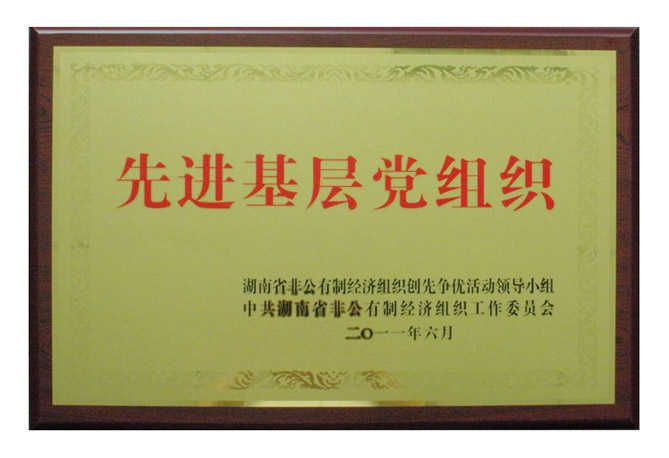 先进基层党组织
湖南省非公有制经济组织创先争优活动领导小组
中共湖南省非公有制经济组织工作委员会
二〇一一年六月